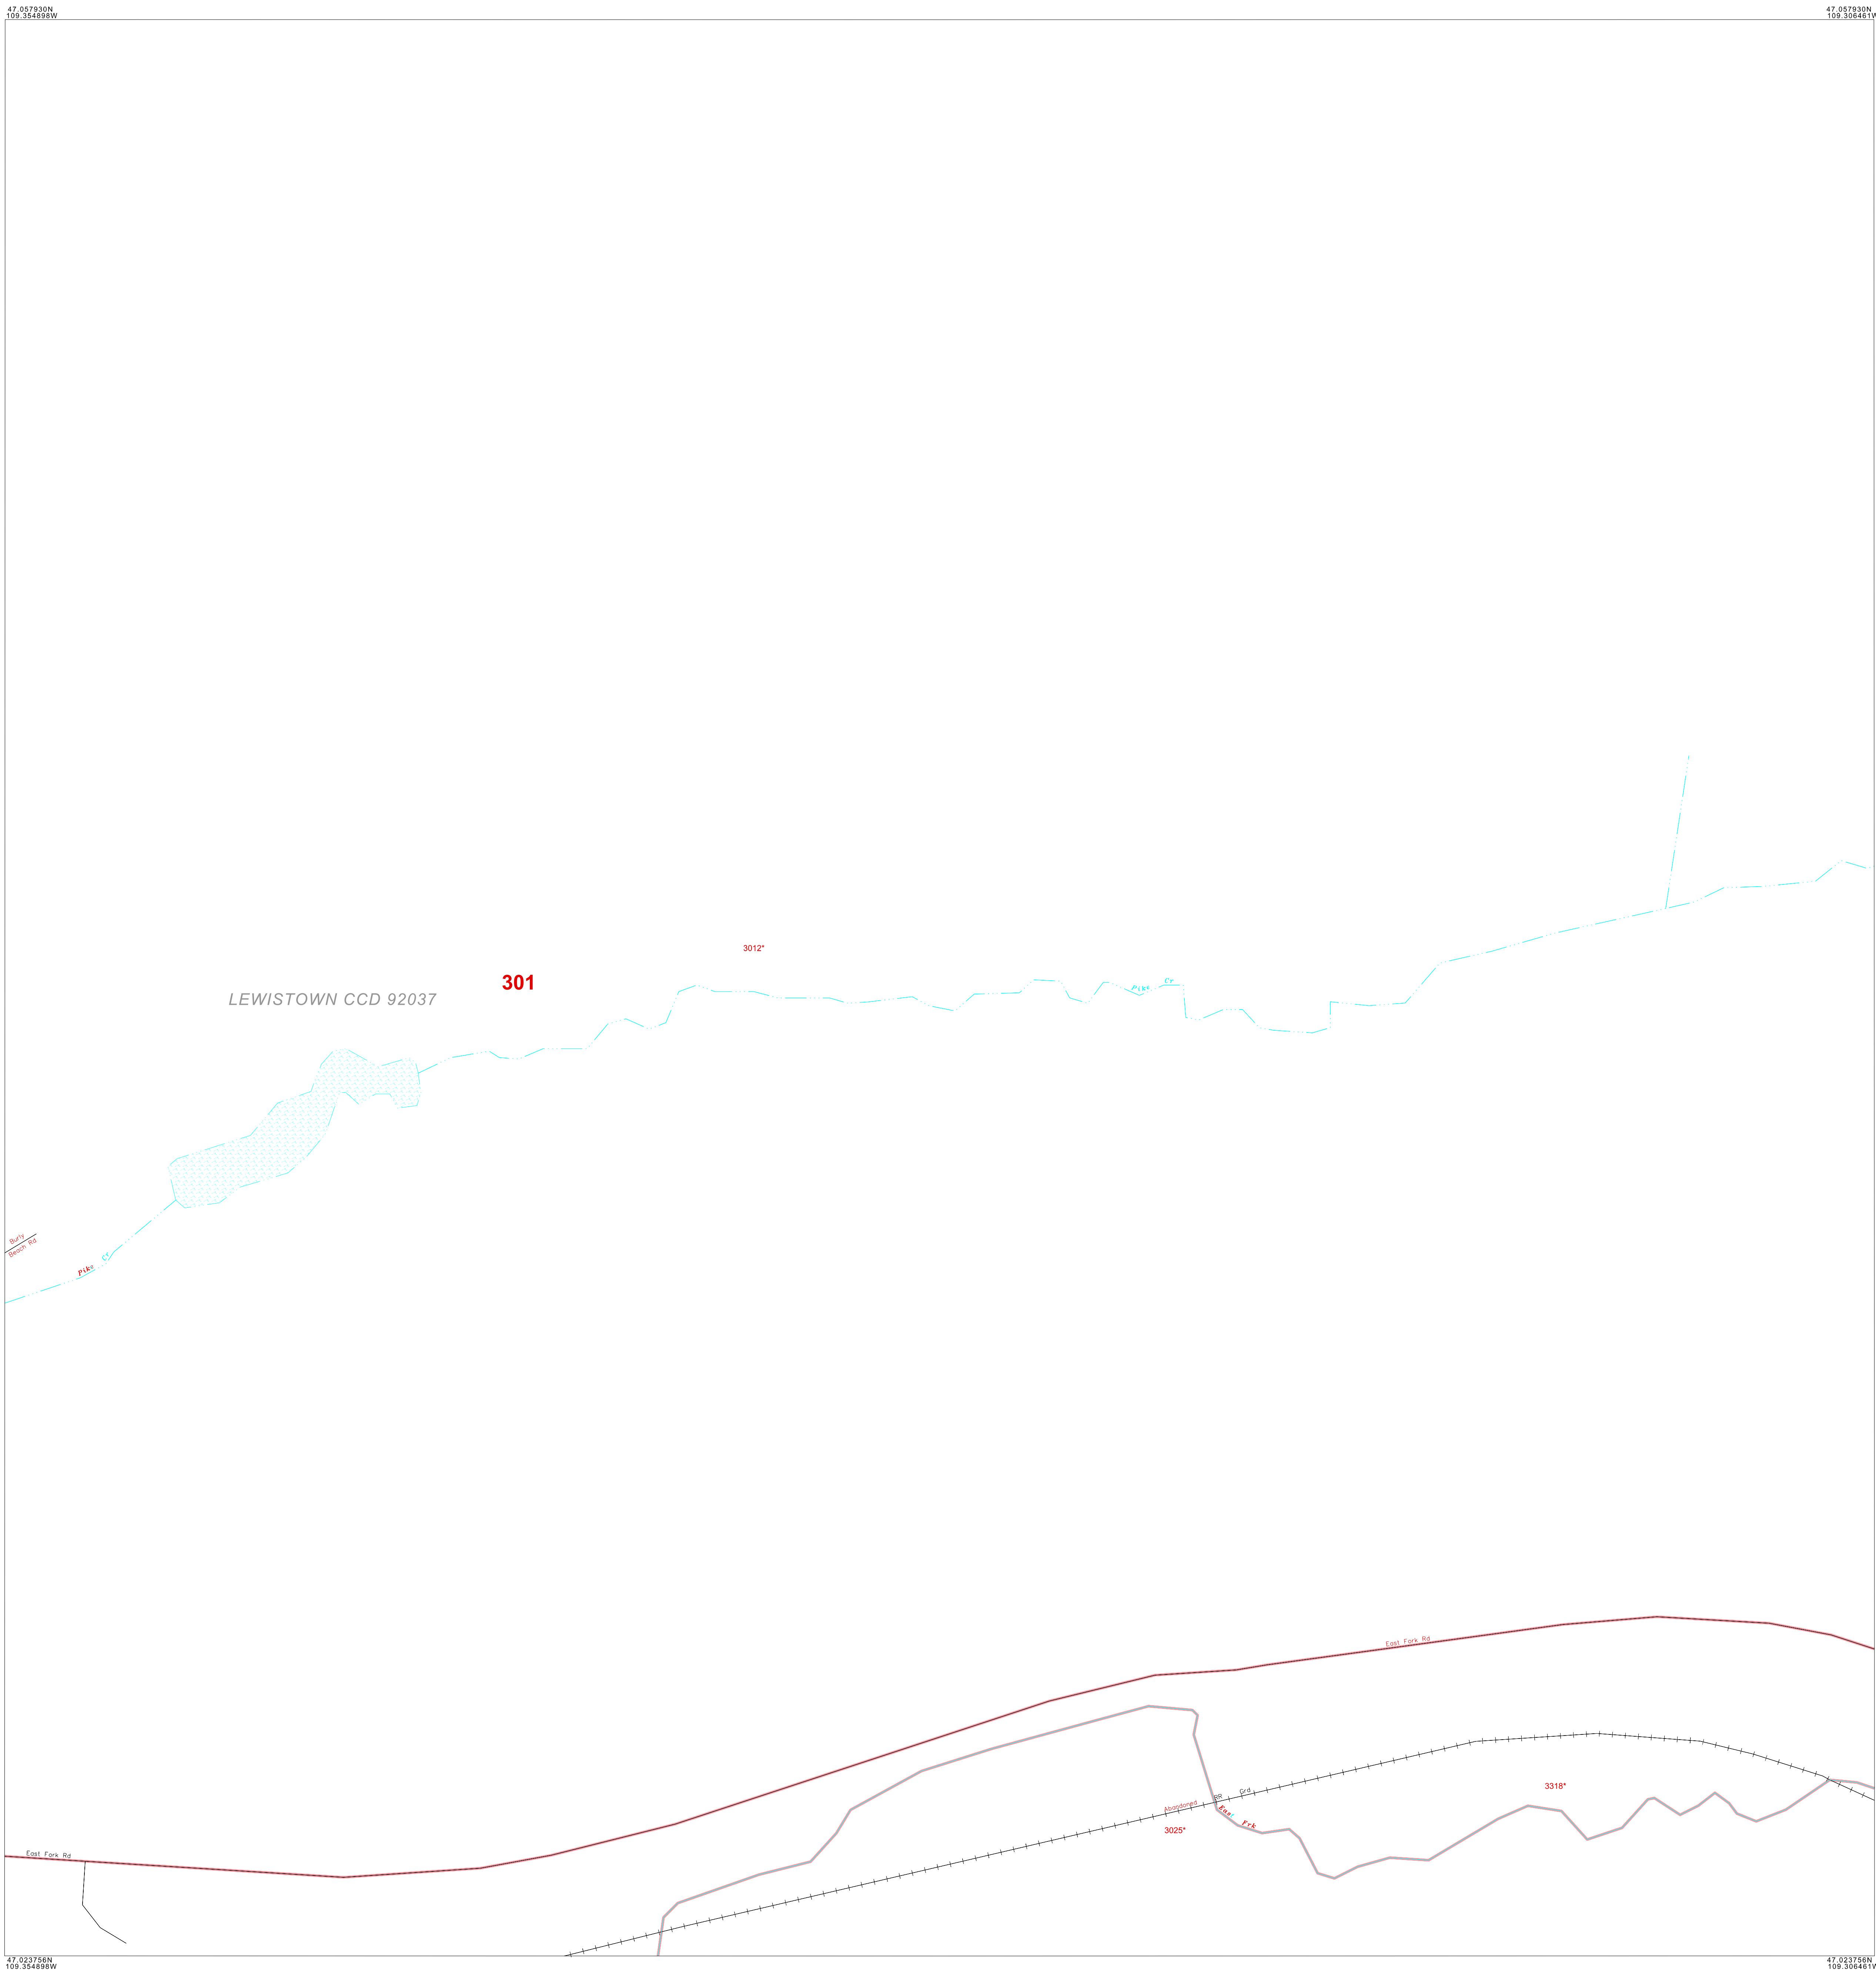 47.057930N
109.354898W
47.057930N
109.306461W
3012*
301
LEWISTOWN CCD 92037
Pike Cr
Burly
Beach Rd
Pike Cr
East Fork Rd
3318*
Abandoned RR Grd
East Frk
3025*
East Fork Rd
47.023756N
109.354898W
47.023756N
109.306461W